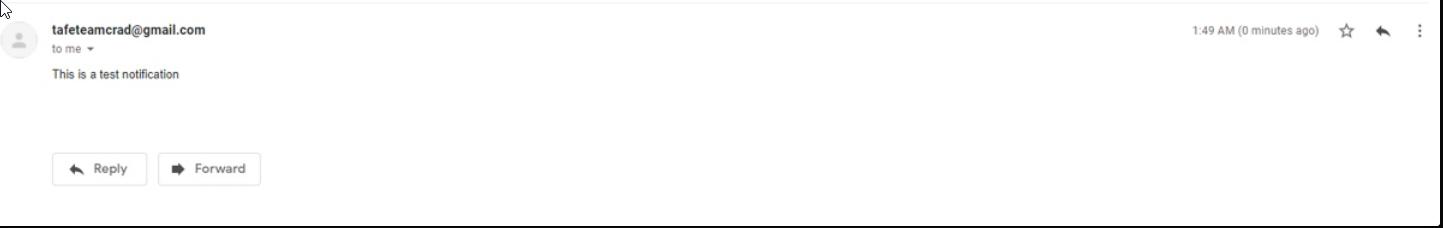 tafeteamcrad@gmail.com
1:49 AM (0 minutes ago)
to me
This is a test notification
Reply
Forward